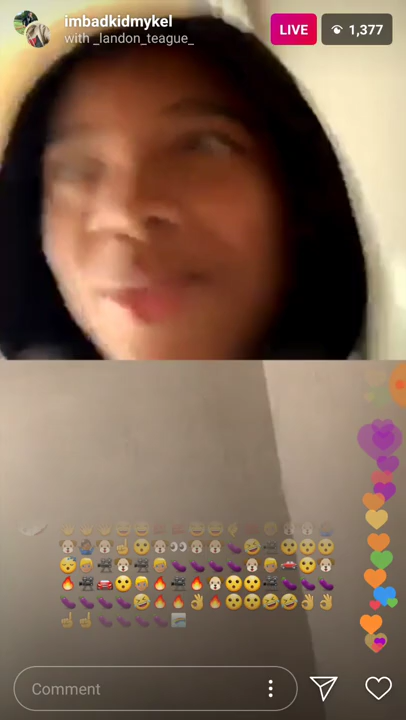 imbadkidmykel
with _landon_teague_
LIVE
1,377
Comment